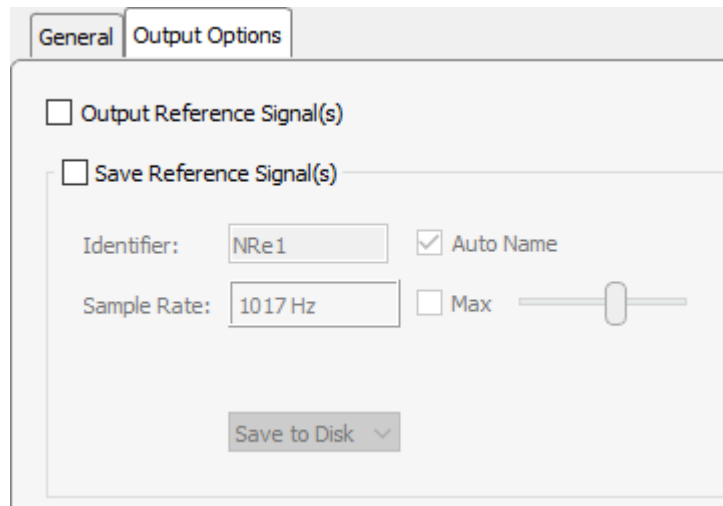 General Output Options
Output Reference Signal(s)
Save Reference Signal(s)
Identifier: NRe1 Auto Name
Sample Rate: 1017 Hz Max
Save to Disk